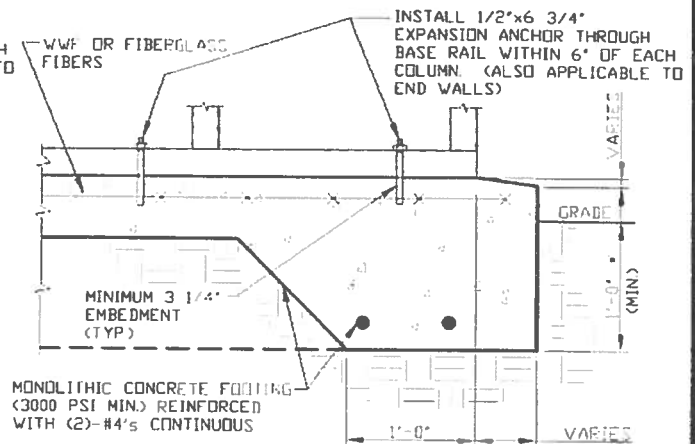 H
TO
WWF OR FIBERGLASS
FIBERS
INSTALL 1/2"x6 3/4"
EXPANSION ANCHOR THROUGH
BASE RAIL WITHIN 6" OF EACH
COLUMN. (ALSO APPLICABLE TO
END WALLS)
VARIES
GRADE
1'-0"
(MIN.)
MINIMUM 3 1/4"
EMBEDMENT
(TYP)
MONOLITHIC CONCRETE FOOTING
(3000 PSI MIN.) REINFORCED
WITH (2)-#4's CONTINUOUS
1'-0"
VARIES